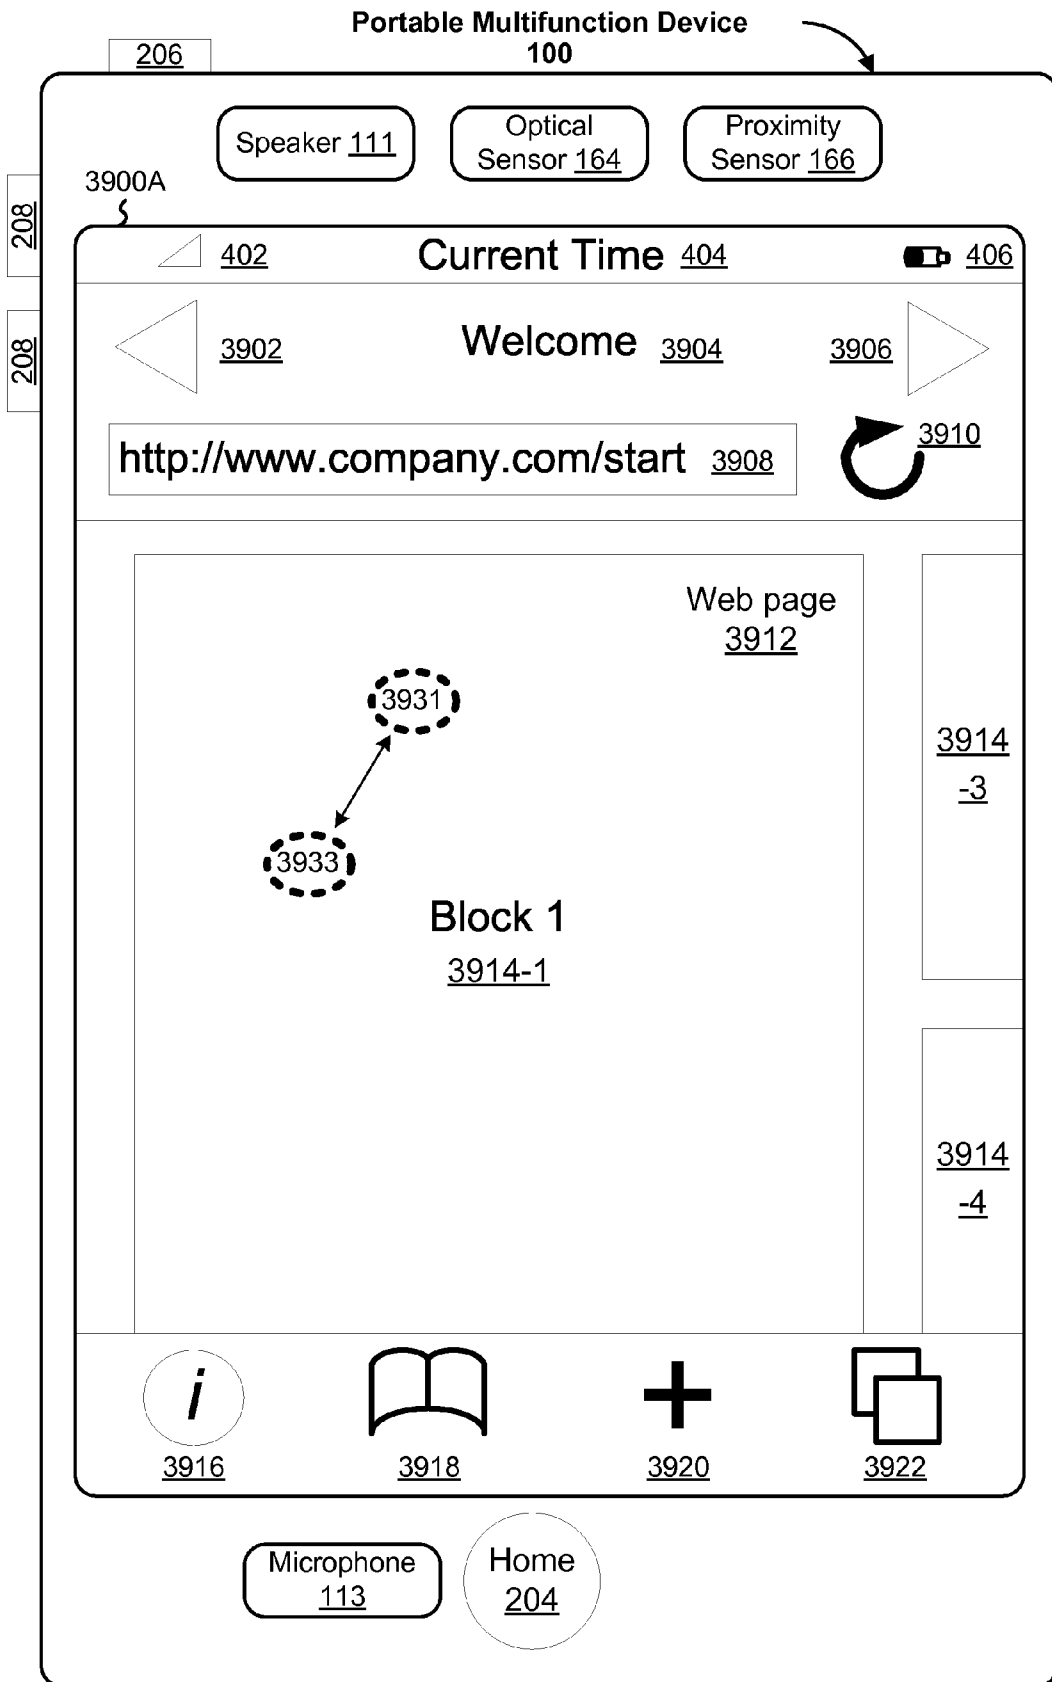 Portable Multifunction Device
100
206
Speaker 111
Optical
Sensor 164
Proximity
Sensor 166
3900A
208
208
402
Current Time 404
406
3902
Welcome 3904
3906
http://www.company.com/start 3908
3910
Web page
3912
3931
3933
Block 1
3914-1
3914
-3
3914
-4
i
3916
3918
3920
3922
Microphone
113
Home
204